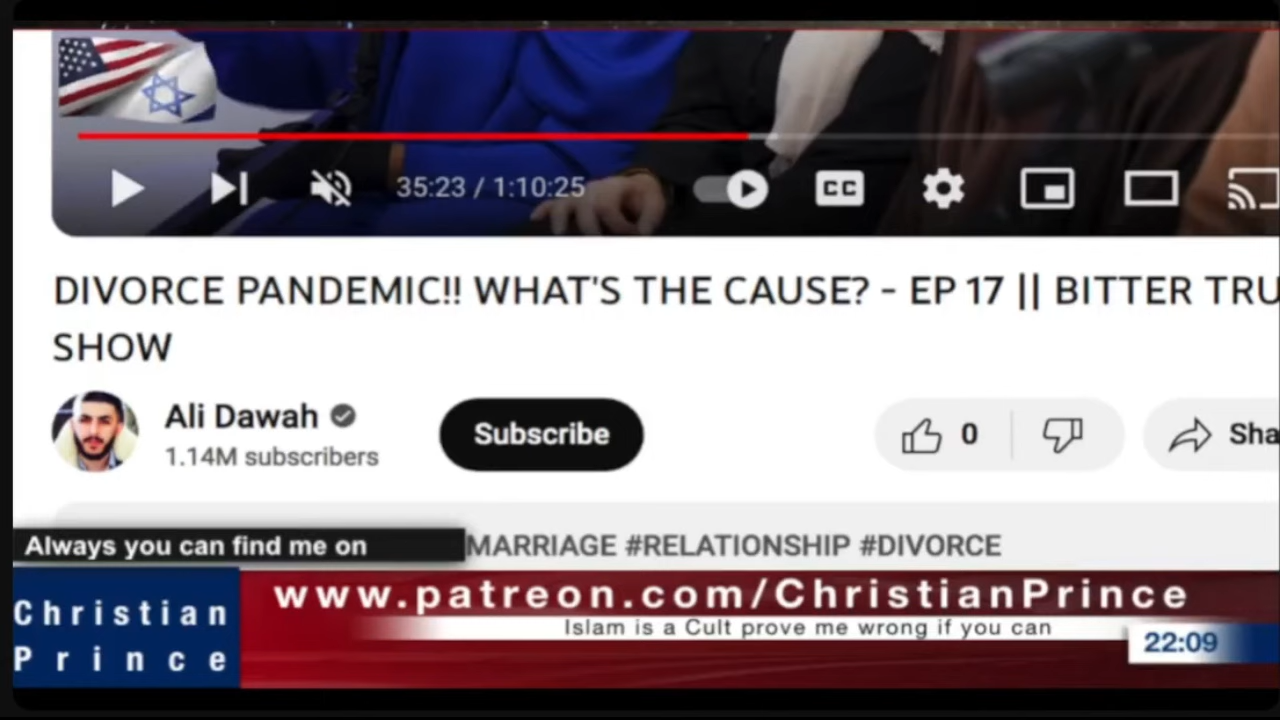 35:23 / 1:10:25
CC
DIVORCE PANDEMIC!! WHAT'S THE CAUSE? - EP 17 || BITTER TRU
SHOW
Ali Dawah
1.14M subscribers
Subscribe
0
Sha
Always you can find me on
MARRIAGE #RELATIONSHIP #DIVORCE
Christian
Prince
www.patreon.com/ChristianPrince
Islam is a Cult prove me wrong if you can
22:09